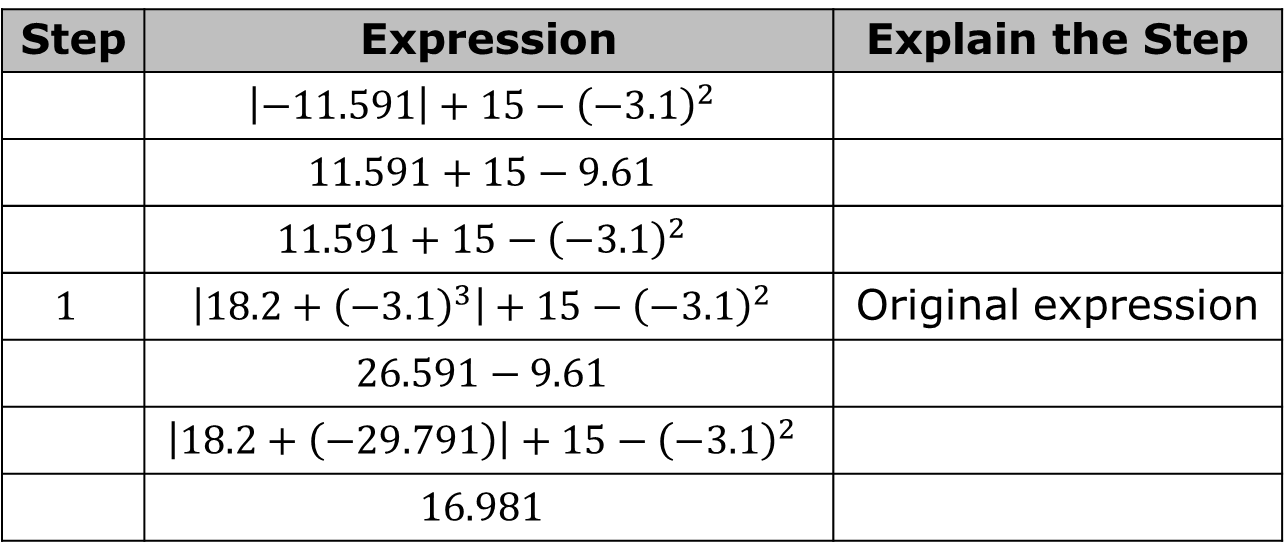 Step Expression Explain the Step
|−11.591| + 15 − (−3.1)²
11.591 + 15 − 9.61
11.591 + 15 − (−3.1)²
1 |18.2 + (−3.1)³| + 15 − (−3.1)² Original expression
26.591 − 9.61
|18.2 + (−29.791)| + 15 − (−3.1)²
16.981